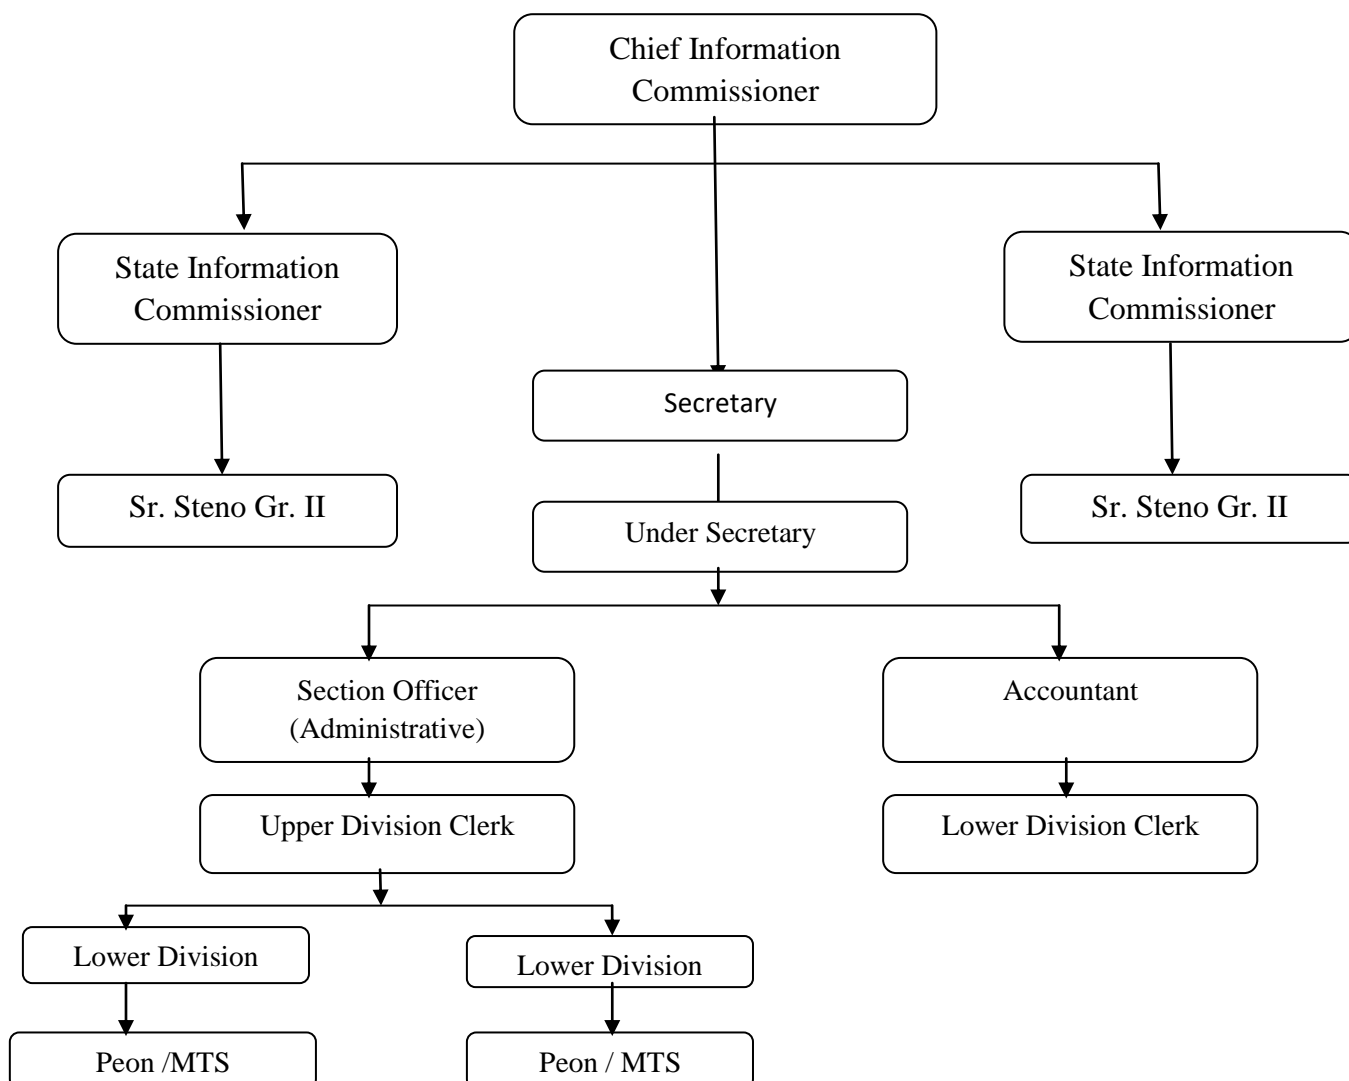 Chief Information
Commissioner
State Information
Commissioner
State Information
Commissioner
Secretary
Sr. Steno Gr. II
Sr. Steno Gr. II
Under Secretary
Section Officer
(Administrative)
Accountant
Upper Division Clerk
Lower Division Clerk
Lower Division
Lower Division
Peon /MTS
Peon / MTS